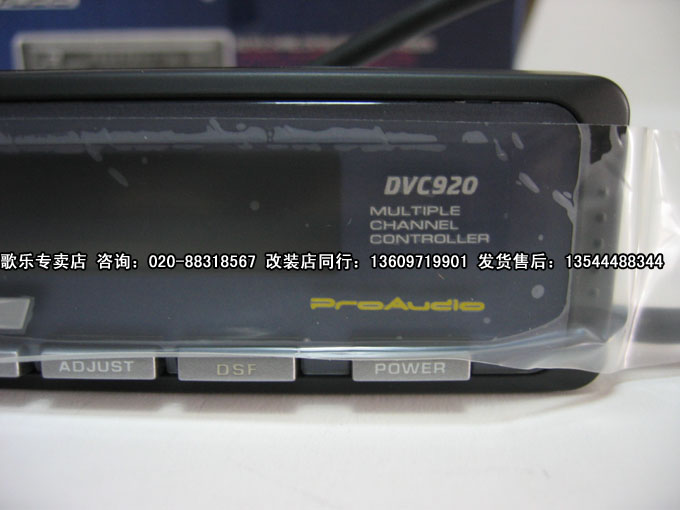 DVC920
MULTIPLE
CHANNEL
CONTROLLER
歌乐专卖店 咨询：020-88318567 改装店同行：13609719901 发货售后：13544488344
ProAudio
ADJUST DSF POWER